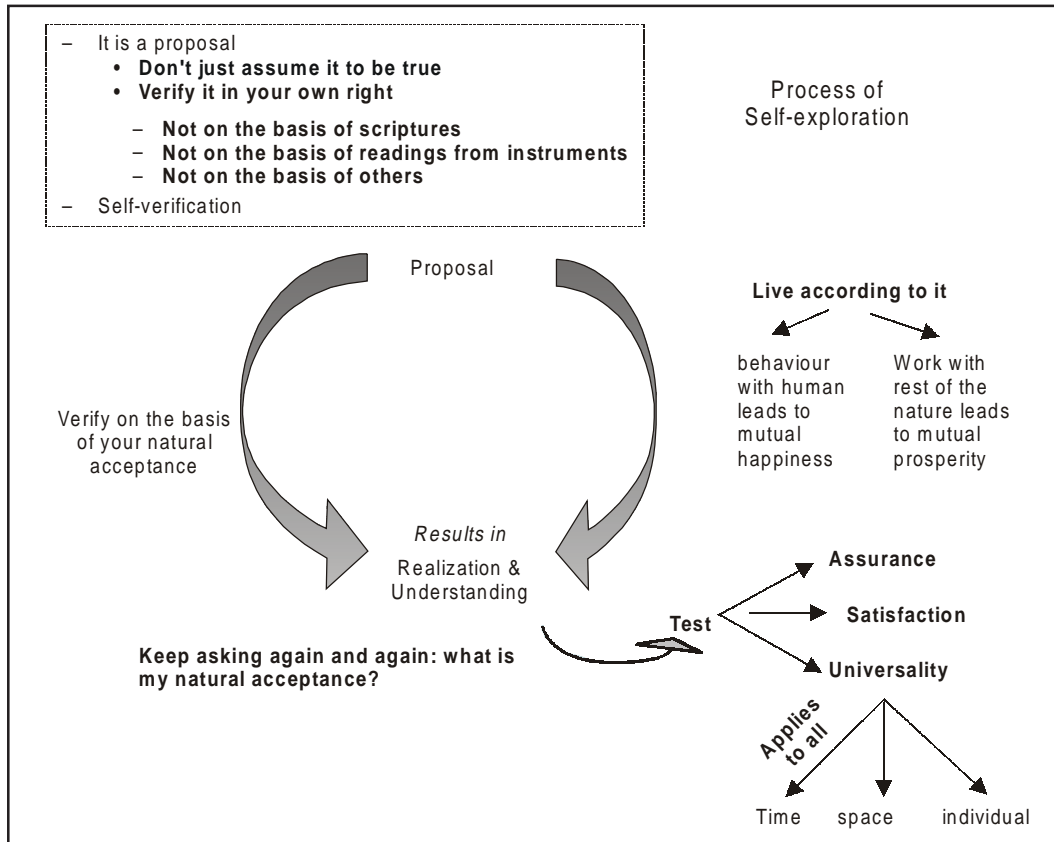 – It is a proposal
• Don't just assume it to be true
• Verify it in your own right
– Not on the basis of scriptures
– Not on the basis of readings from instruments
– Not on the basis of others
– Self-verification
Process of
Self-exploration
Proposal
Verify on the basis
of your natural
acceptance
Live according to it
behaviour
with human
leads to
mutual
happiness
Work with
rest of the
nature leads
to mutual
prosperity
Results in
Realization &
Understanding
Keep asking again and again: what is
my natural acceptance?
Test
Assurance
Satisfaction
Universality
Applies
to all
Time
space
individual